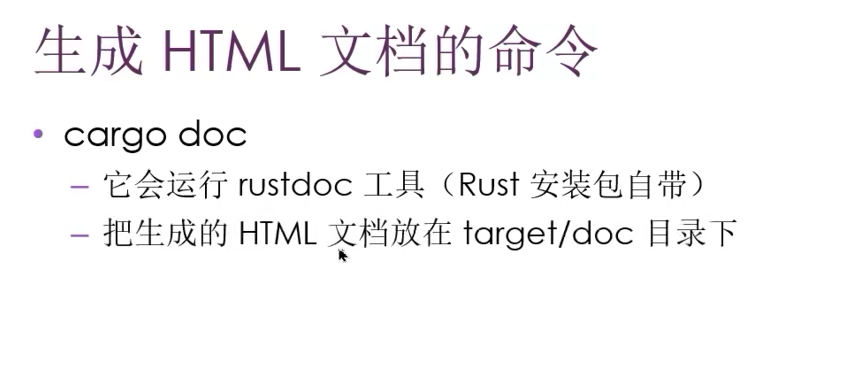 生成 HTML 文档的命令
• cargo doc
– 它会运行 rustdoc 工具（Rust 安装包自带）
– 把生成的 HTML 文档放在 target/doc 目录下